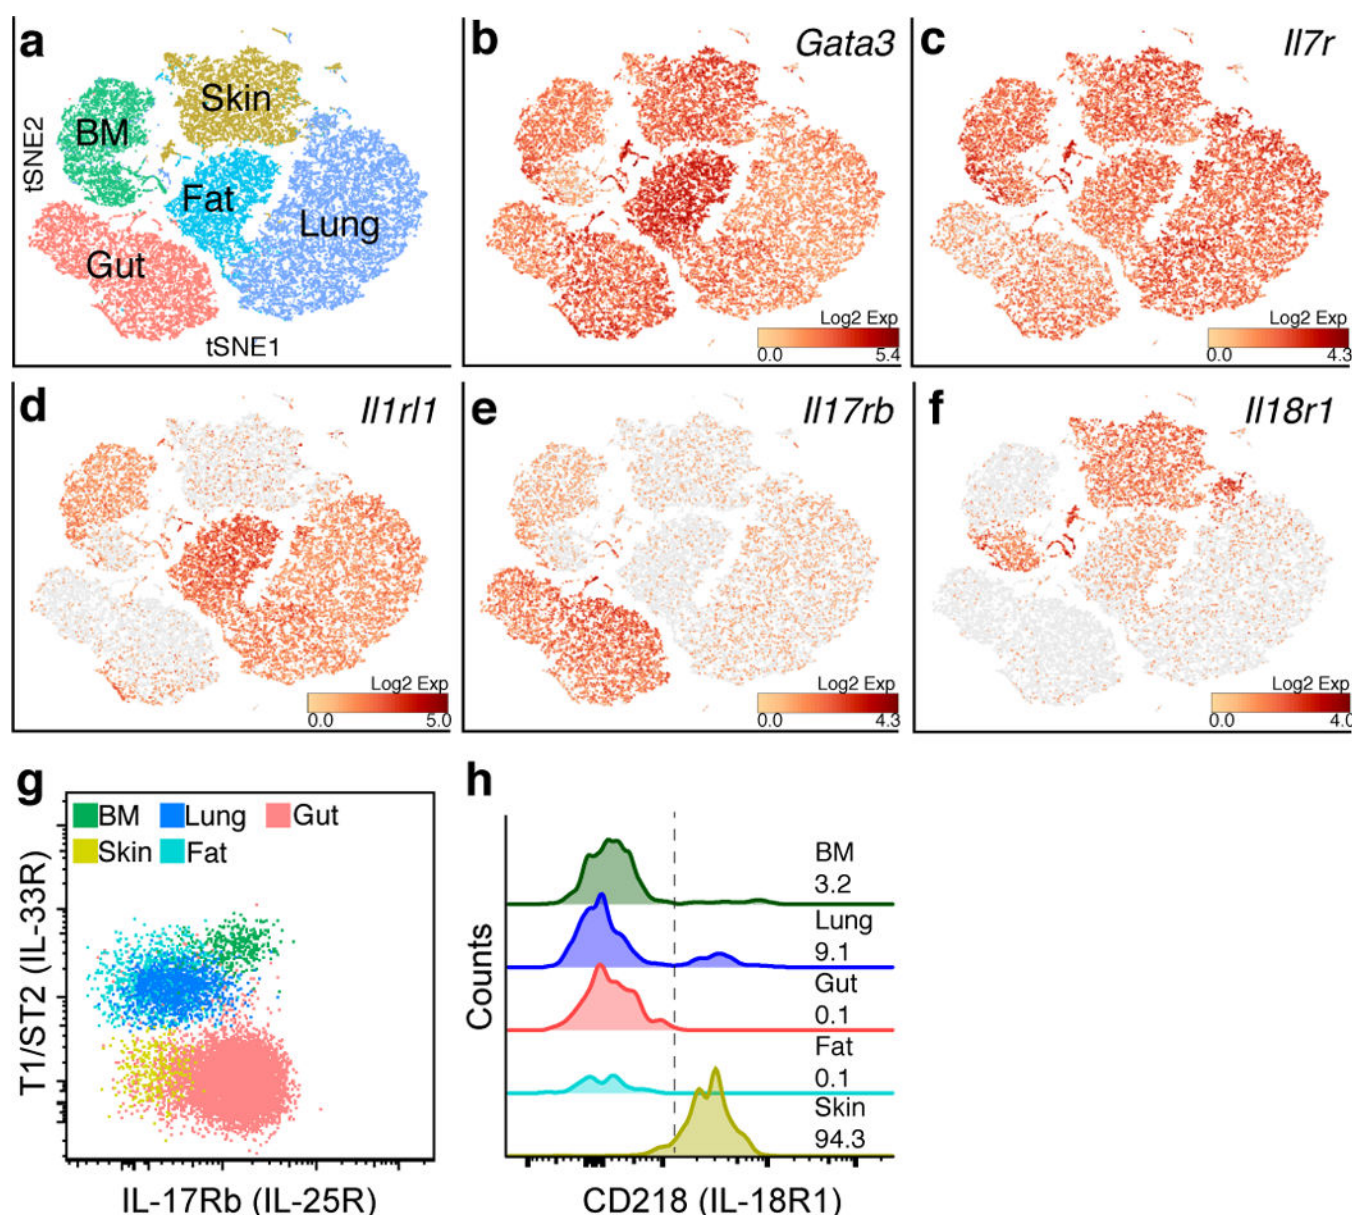 a
Skin
BM
Fat
Lung
Gut
tSNE2
tSNE1
b
Gata3
Log2 Exp
0.0 5.4
c
Il7r
Log2 Exp
0.0 4.3
d
Il1rl1
Log2 Exp
0.0 5.0
e
Il17rb
Log2 Exp
0.0 4.3
f
Il18r1
Log2 Exp
0.0 4.0
g
BM Lung Gut
Skin Fat
T1/ST2 (IL-33R)
IL-17Rb (IL-25R)
h
Counts
BM
3.2
Lung
9.1
Gut
0.1
Fat
0.1
Skin
94.3
CD218 (IL-18R1)